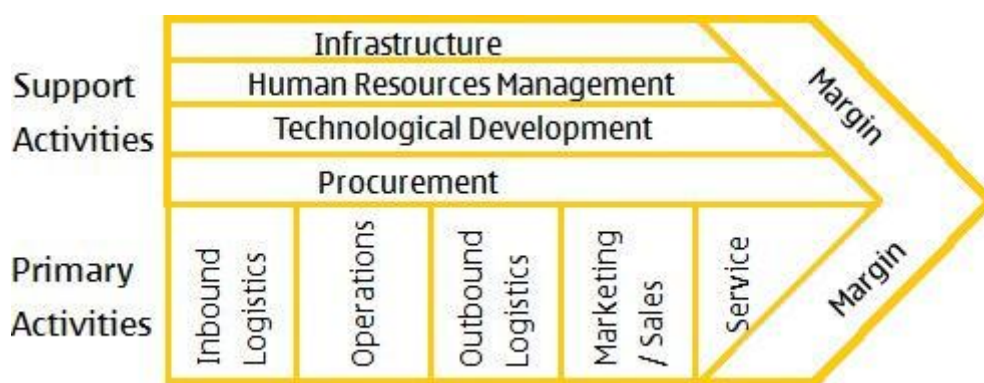 Support
Activities
Infrastructure
Human Resources Management
Technological Development
Procurement
Margin
Primary
Activities
Inbound
Logistics
Operations
Outbound
Logistics
Marketing
/ Sales
Service
Margin